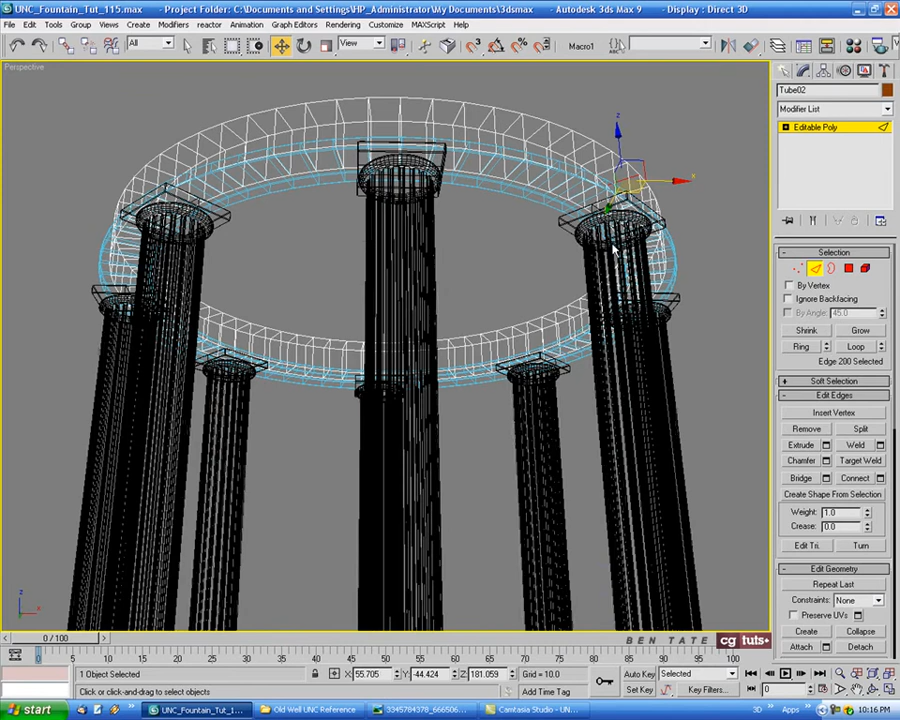 UNC_Fountain_Tut_115.max - Project Folder: C:\Documents and Settings\HP_Administrator\My Documents\3dsmax - Autodesk 3ds Max 9 - Display : Direct 3D
File Edit Tools Group Views Create Modifiers reactor Animation Graph Editors Rendering Customize MAXScript Help
All View Macro1
Perspective
z
x
Tube02
Modifier List
Editable Poly
Selection
By Vertex
Ignore Backfacing
By Angle: 45.0
Shrink Grow
Ring Loop
Edge 200 Selected
Soft Selection
Edit Edges
Insert Vertex
Remove Split
Extrude Weld
Chamfer Target Weld
Bridge Connect
Create Shape From Selection
Weight: 1.0
Crease: 0.0
Edit Tri. Turn
Edit Geometry
Repeat Last
Constraints: None
Preserve UVs
Create Collapse
Attach Detach
z
x
0 / 100
BEN TATE cg tuts+
0 5 10 15 20 25 30 35 40 45 50 55 60 65 70 75 80 85 90 95 100
1 Object Selected X: 55.705 Y: -44.424 Z: 181.059 Grid = 10.0 Auto Key Selected
Click or click-and-drag to select objects Add Time Tag Set Key Key Filters... 0
start UNC_Fountain_Tut_1... Old Well UNC Reference 3345784378_666506... Camtasia Studio - UN... 3D Apps 10:16 PM